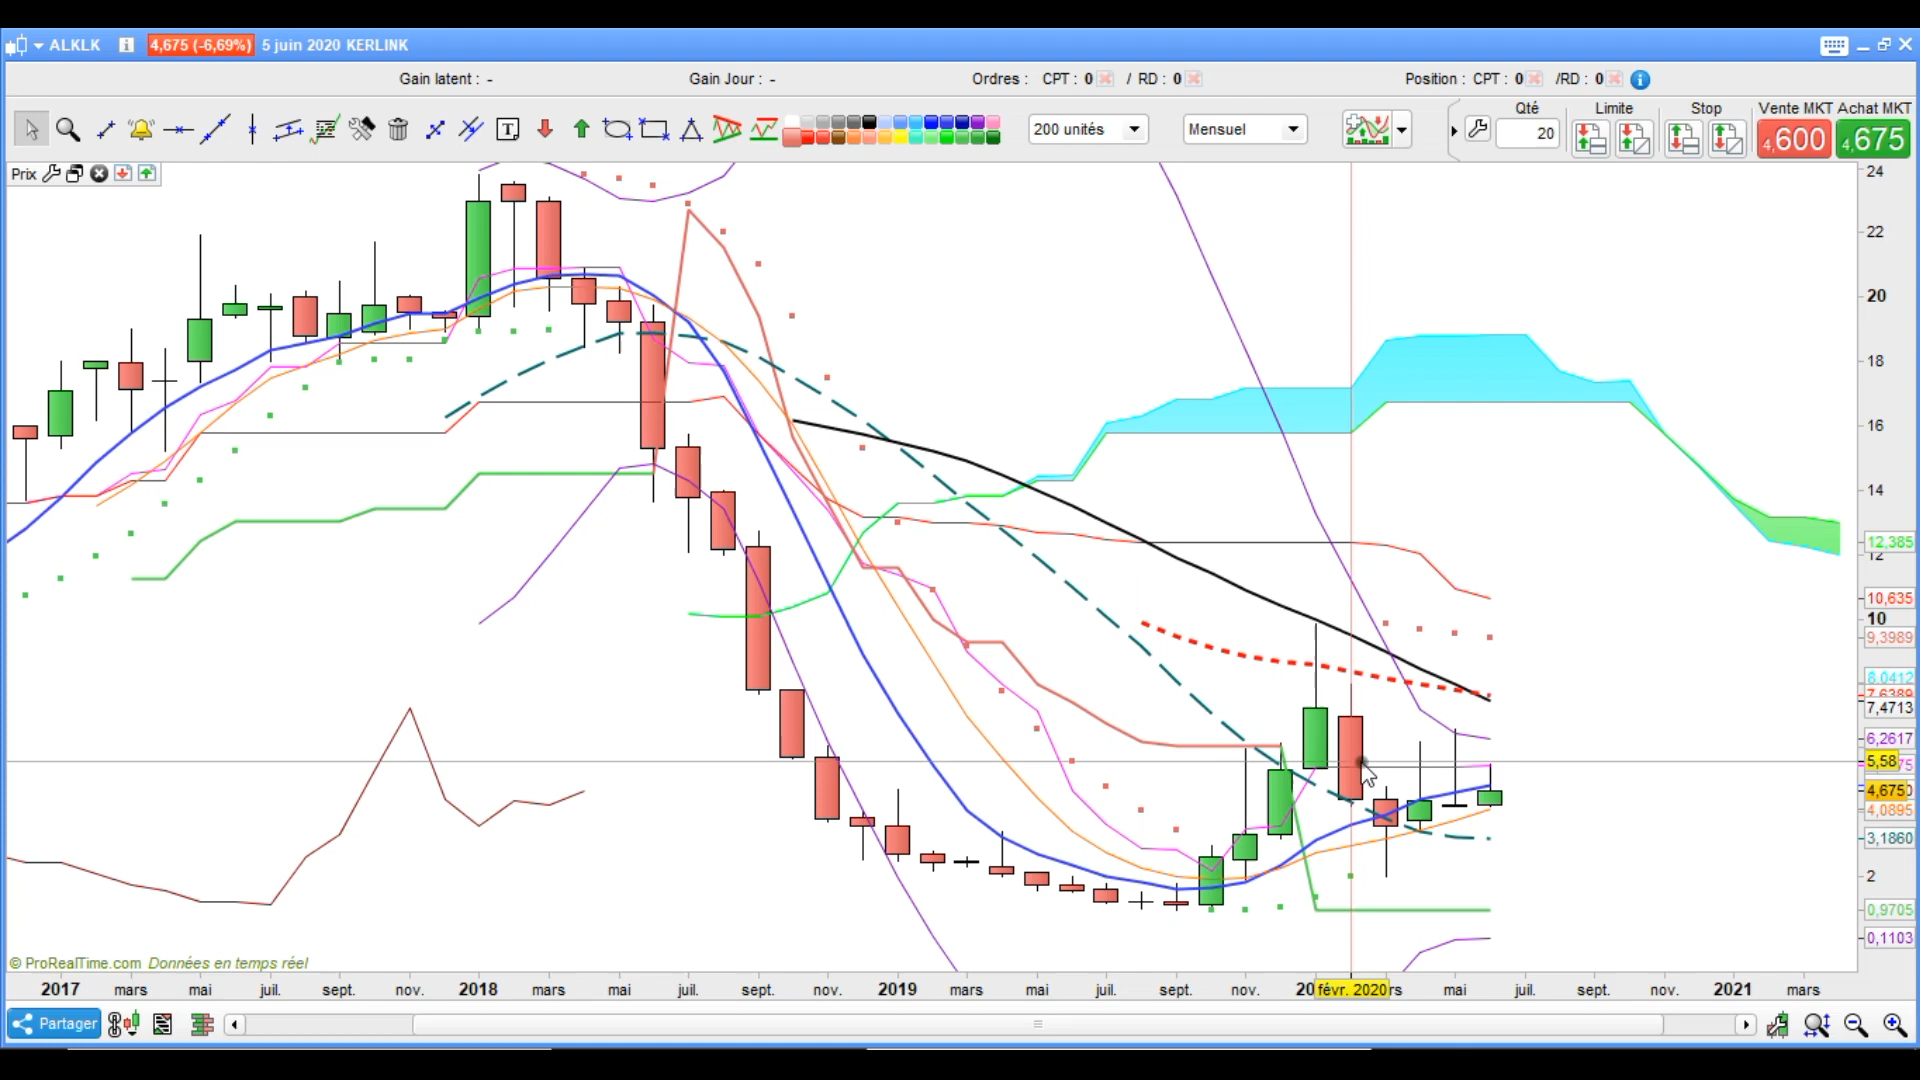 ALKLK 4,675 (-6,69%) 5 juin 2020 KERLINK
Gain latent : - Gain Jour : - Ordres : CPT : 0 / RD : 0 Position : CPT : 0 /RD : 0
200 unités Mensuel
Qté Limite Stop Vente MKT Achat MKT
20 4,600 4,675
Prix
24
22
20
18
16
14
12,385
12
10,635
10
9,3989
8,0412
7,6389
7,4713
6,2617
5,58
4,675
4,0895
3,1860
2
0,9705
0,1103
© ProRealTime.com Données en temps réel
2017 mars mai juil. sept. nov. 2018 mars mai juil. sept. nov. 2019 mars mai juil. sept. nov. 20 févr. 2020 rs mai juil. sept. nov. 2021 mars
Partager